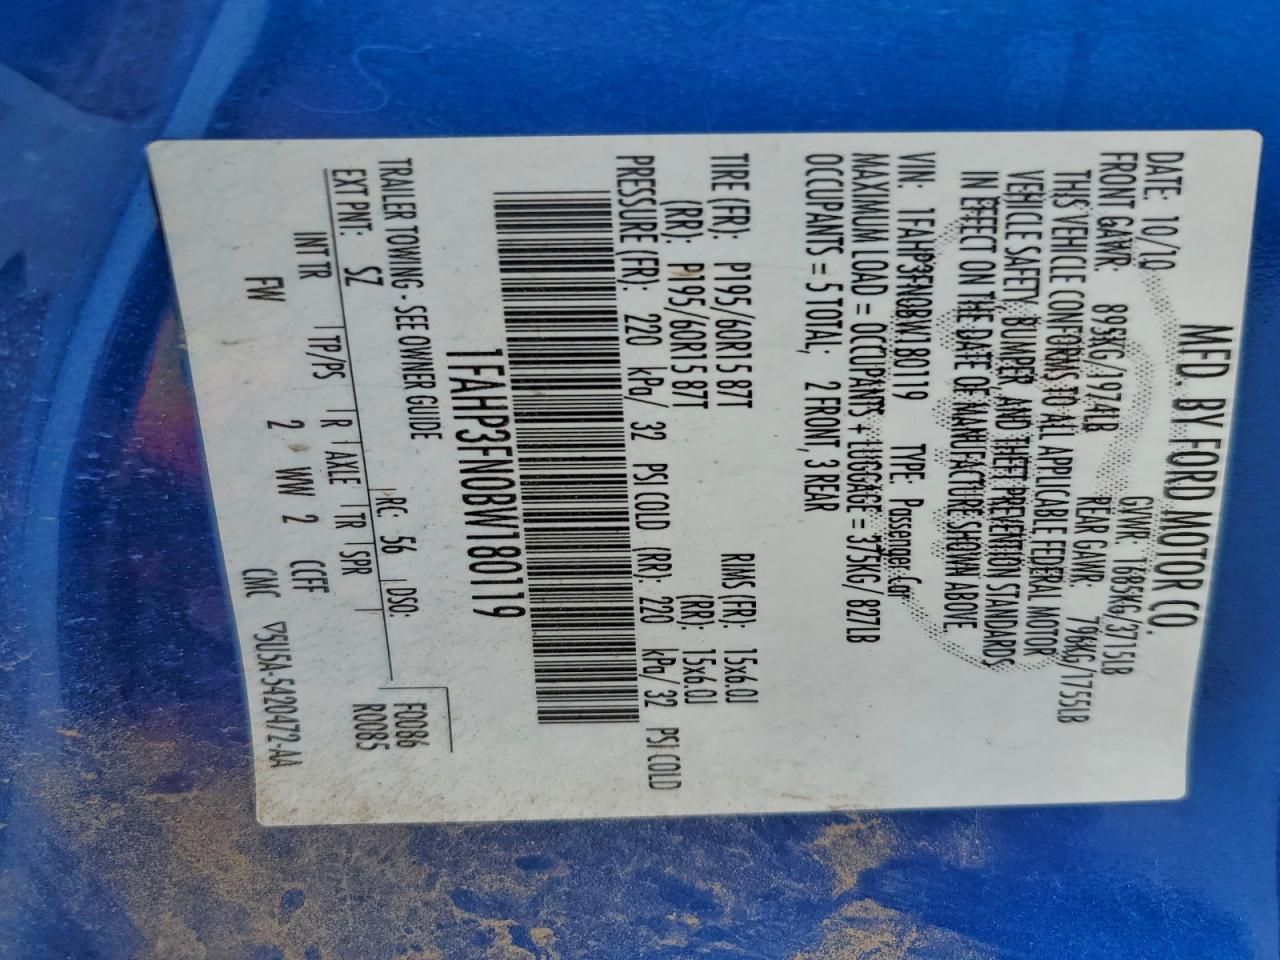 MFD. BY FORD MOTOR CO.
DATE: 10/10 GVWR: 1685KG/3715LB
FRONT GAWR: 895KG/1974LB REAR GAWR: 796KG/1755LB
THIS VEHICLE CONFORMS TO ALL APPLICABLE FEDERAL MOTOR
VEHICLE SAFETY, BUMPER, AND THEFT PREVENTION STANDARDS
IN EFFECT ON THE DATE OF MANUFACTURE SHOWN ABOVE.
VIN: 1FAHP3FN0BW180119 TYPE: Passenger Car
MAXIMUM LOAD = OCCUPANTS + LUGGAGE = 375KG/827LB
OCCUPANTS = 5 TOTAL; 2 FRONT, 3 REAR
TIRE (FR): P195/60R15 87T RIMS (FR): 15x6.0J
(RR): P195/60R15 87T (RR): 15x6.0J
PRESSURE (FR): 220 kPa/ 32 PSI COLD (RR): 220 kPa/ 32 PSI COLD
1FAHP3FN0BW180119
TRAILER TOWING - SEE OWNER GUIDE F0086
R0085
EXT PNT: SZ RC: 56 DSO:
INT TR TP/PS R AXLE TR SPR
FW 2 WW 2 CCFF
CMC ▽5U5A-5420472-AA